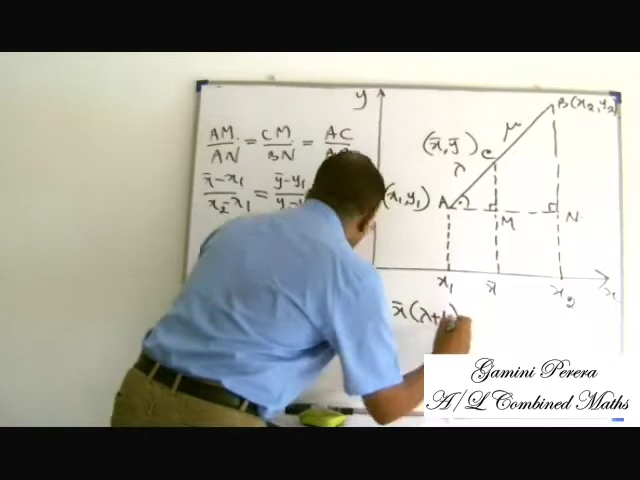 y
B(x₂, y₂)
μ
AM/AN = CM/BN = AC/
(x̄, ȳ) C
λ
x̄−x₁/x₂−x₁ = ȳ−y₁/
(x₁, y₁) A
M N
x₁ x̄ x₂ x
x̄(λ+μ)
Gamini Perera
A/L Combined Maths